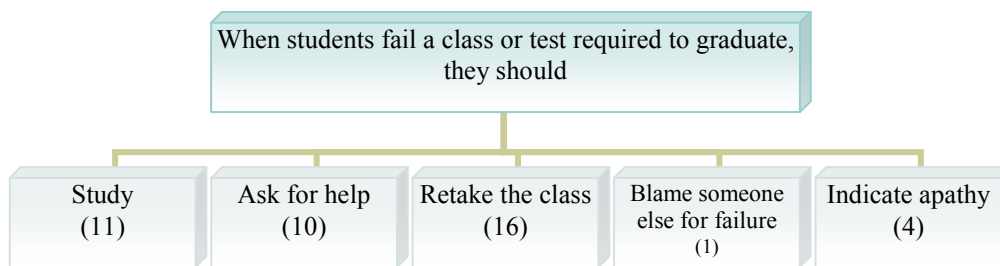 When students fail a class or test required to graduate,
they should
Study
(11)
Ask for help
(10)
Retake the class
(16)
Blame someone
else for failure
(1)
Indicate apathy
(4)